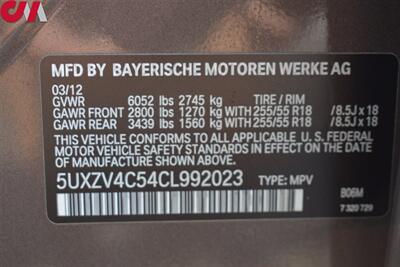 CM
MFD BY BAYERISCHE MOTOREN WERKE AG
03/12
GVWR 6052 lbs 2745 kg TIRE / RIM
GAWR FRONT 2800 lbs 1270 kg WITH 255/55 R18 /8.5J x 18
GAWR REAR 3439 lbs 1560 kg WITH 255/55 R18 /8.5J x 18
THIS VEHICLE CONFORMS TO ALL APPLICABLE U. S. FEDERAL
MOTOR VEHICLE SAFETY STANDARDS IN EFFECT ON THE
DATE OF MANUFACTURE SHOWN ABOVE.
5UXZV4C54CL992023 TYPE: MPV
B06M
7 320 729